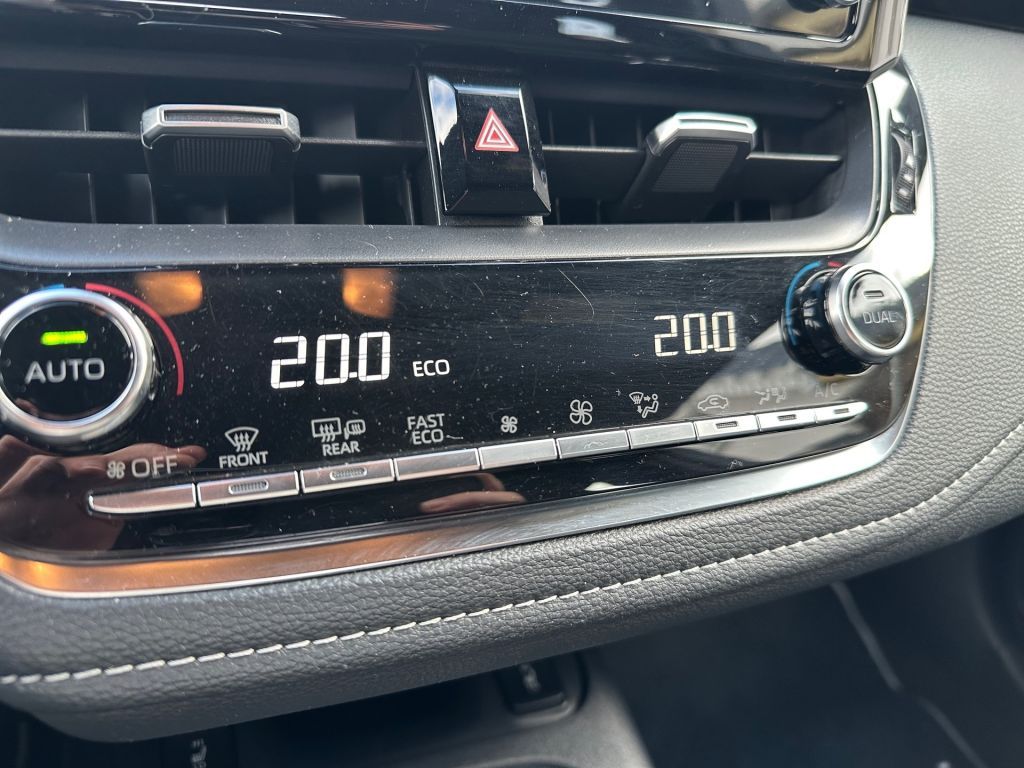 AUTO
20.0 ECO
20.0
DUAL
OFF
FRONT
REAR
FAST
ECO
A/C